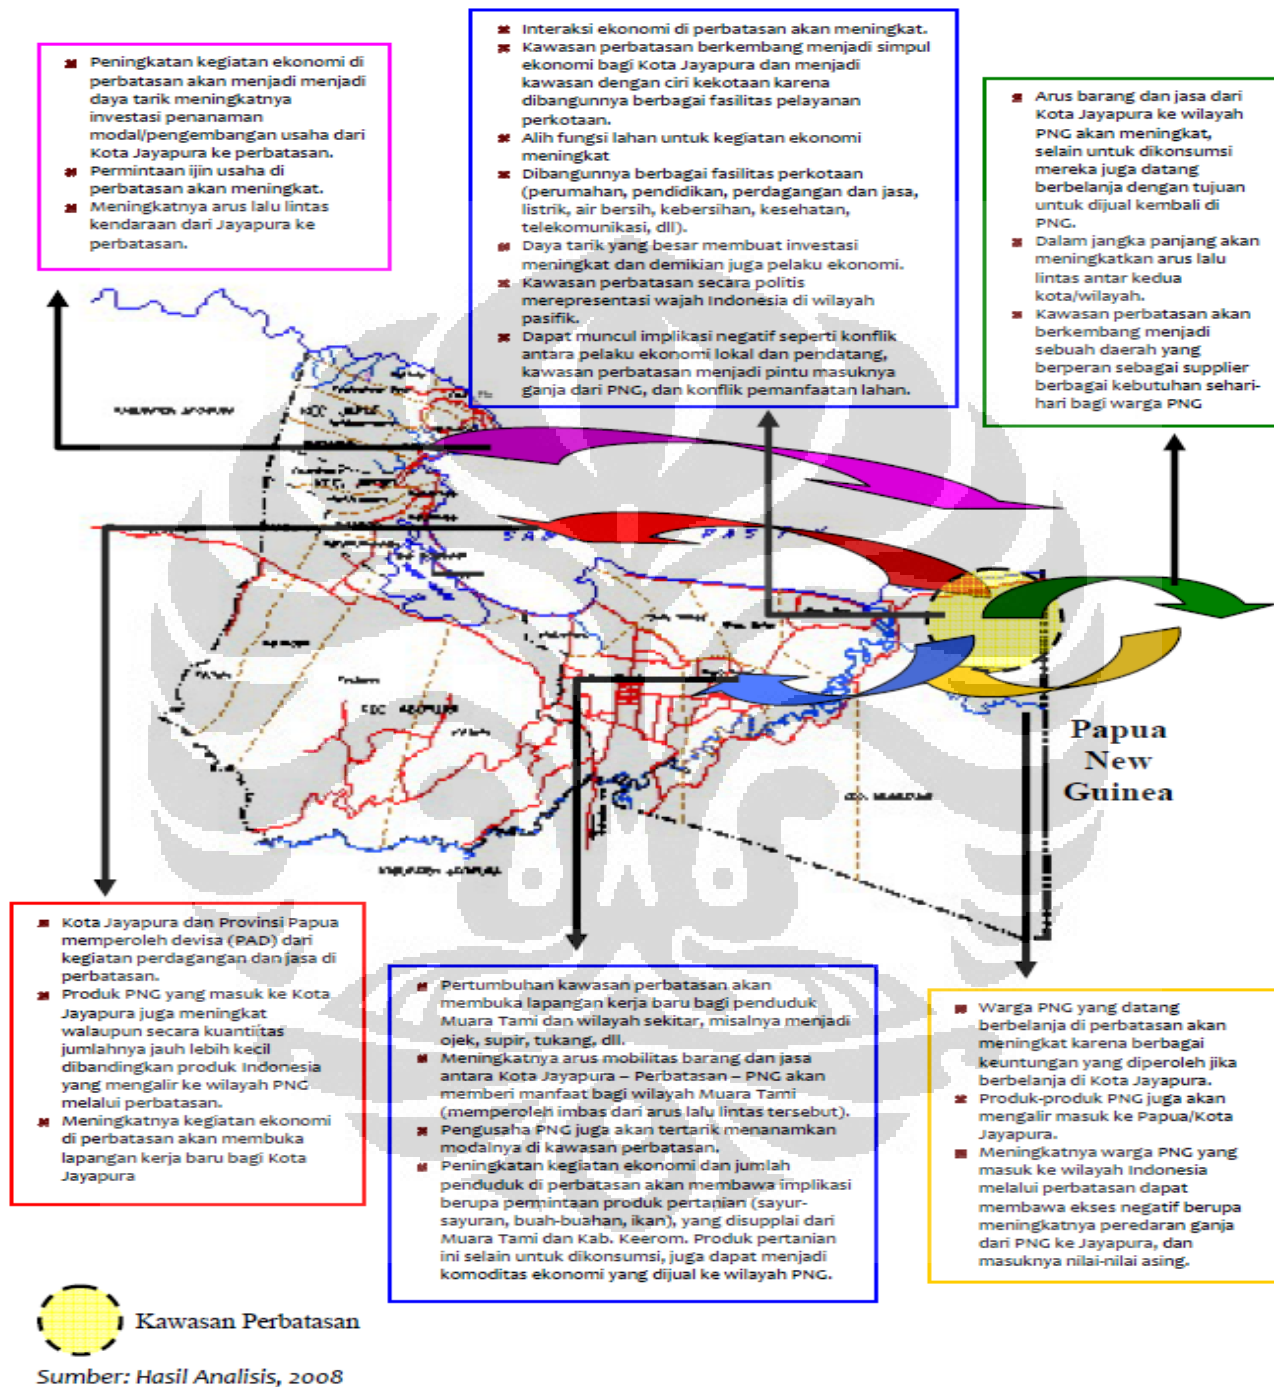 Peningkatan kegiatan ekonomi di
perbatasan akan menjadi menjadi
daya tarik meningkatnya
investasi penanaman
modal/pengembangan usaha dari
Kota Jayapura ke perbatasan.
Permintaan ijin usaha di
perbatasan akan meningkat.
Meningkatnya arus lalu lintas
kendaraan dari Jayapura ke
perbatasan.
Interaksi ekonomi di perbatasan akan meningkat.
Kawasan perbatasan berkembang menjadi simpul
ekonomi bagi Kota Jayapura dan menjadi
kawasan dengan ciri kekotaan karena
dibangunnya berbagai fasilitas pelayanan
perkotaan.
Alih fungsi lahan untuk kegiatan ekonomi
meningkat
Dibangunnya berbagai fasilitas perkotaan
(perumahan, pendidikan, perdagangan dan jasa,
listrik, air bersih, kebersihan, kesehatan,
telekomunikasi, dll).
Daya tarik yang besar membuat investasi
meningkat dan demikian juga pelaku ekonomi.
Kawasan perbatasan secara politis
merepresentasi wajah Indonesia di wilayah
pasifik.
Dapat muncul implikasi negatif seperti konflik
antara pelaku ekonomi lokal dan pendatang,
kawasan perbatasan menjadi pintu masuknya
ganja dari PNG, dan konflik pemanfaatan lahan.
Arus barang dan jasa dari
Kota Jayapura ke wilayah
PNG akan meningkat,
selain untuk dikonsumsi
mereka juga datang
berbelanja dengan tujuan
untuk dijual kembali di
PNG.
Dalam jangka panjang akan
meningkatkan arus lalu
lintas antar kedua
kota/wilayah.
Kawasan perbatasan akan
berkembang menjadi
sebuah daerah yang
berperan sebagai supplier
berbagai kebutuhan sehari-
hari bagi warga PNG
Papua
New
Guinea
Kota Jayapura dan Provinsi Papua
memperoleh devisa (PAD) dari
kegiatan perdagangan dan jasa di
perbatasan.
Produk PNG yang masuk ke Kota
Jayapura juga meningkat
walaupun secara kuantitas
jumlahnya jauh lebih kecil
dibandingkan produk Indonesia
yang mengalir ke wilayah PNG
melalui perbatasan.
Meningkatnya kegiatan ekonomi
di perbatasan akan membuka
lapangan kerja baru bagi Kota
Jayapura
Pertumbuhan kawasan perbatasan akan
membuka lapangan kerja baru bagi penduduk
Muara Tami dan wilayah sekitar, misalnya menjadi
ojek, supir, tukang, dll.
Meningkatnya arus mobilitas barang dan jasa
antara Kota Jayapura – Perbatasan – PNG akan
memberi manfaat bagi wilayah Muara Tami
(memperoleh imbas dari arus lalu lintas tersebut).
Pengusaha PNG juga akan tertarik menanamkan
modalnya di kawasan perbatasan.
Peningkatan kegiatan ekonomi dan jumlah
penduduk di perbatasan akan membawa implikasi
berupa permintaan produk pertanian (sayur-
sayuran, buah-buahan, ikan), yang disupplai dari
Muara Tami dan Kab. Keerom. Produk pertanian
ini selain untuk dikonsumsi, juga dapat menjadi
komoditas ekonomi yang dijual ke wilayah PNG.
Warga PNG yang datang
berbelanja di perbatasan akan
meningkat karena berbagai
keuntungan yang diperoleh jika
berbelanja di Kota Jayapura.
Produk-produk PNG juga akan
mengalir masuk ke Papua/Kota
Jayapura.
Meningkatnya warga PNG yang
masuk ke wilayah Indonesia
melalui perbatasan dapat
membawa ekses negatif berupa
meningkatnya peredaran ganja
dari PNG ke Jayapura, dan
masuknya nilai-nilai asing.
Kawasan Perbatasan
Sumber: Hasil Analisis, 2008